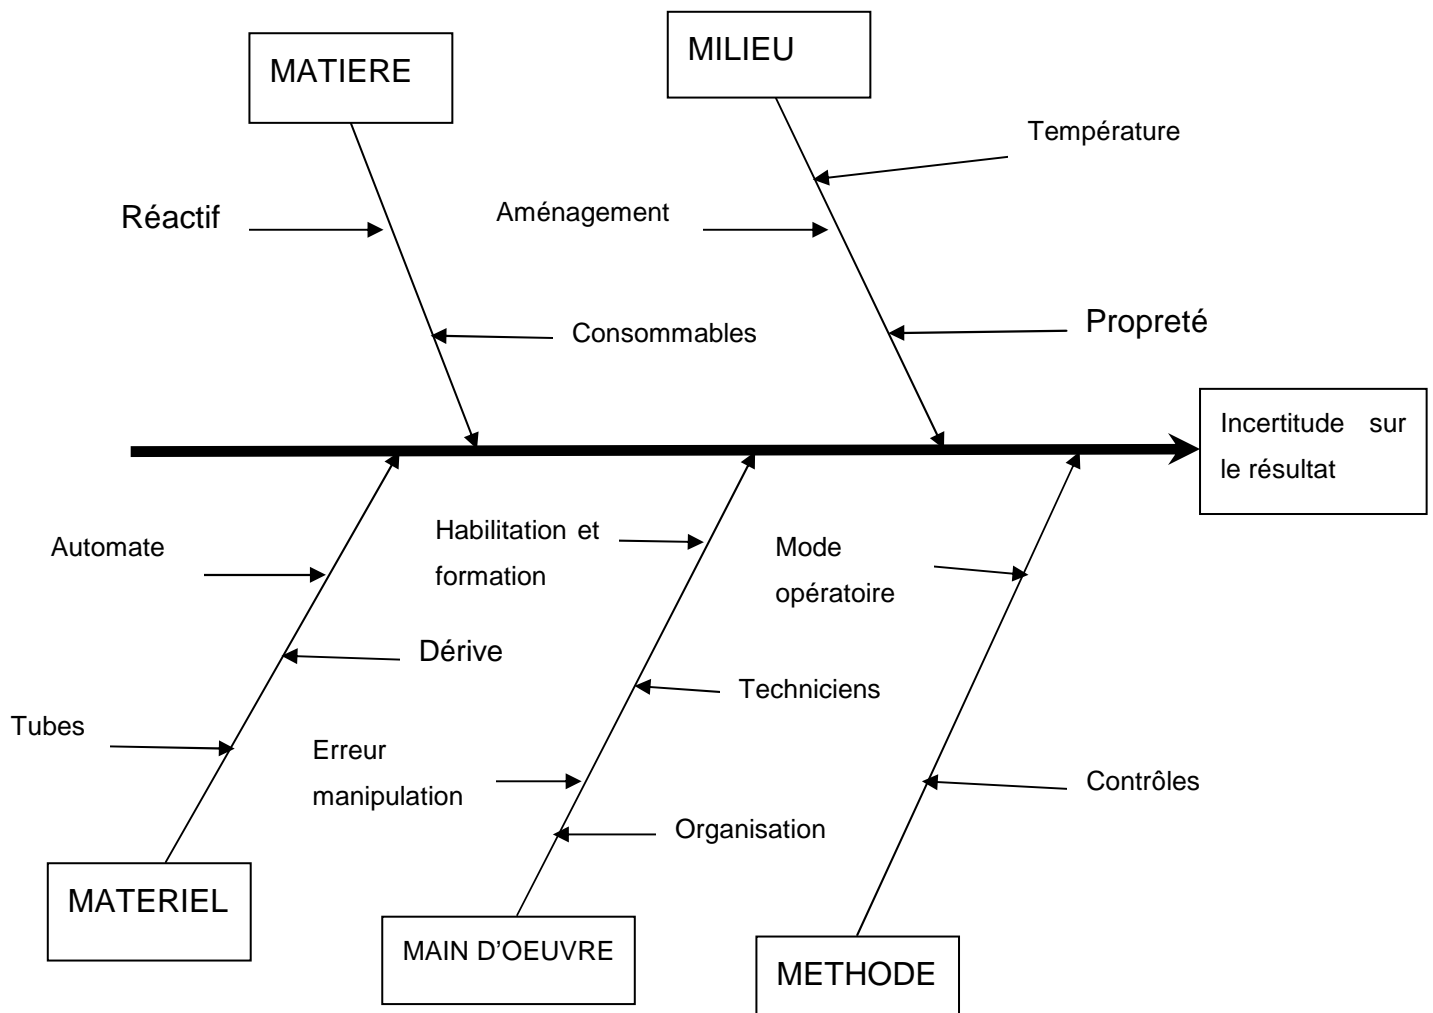 MILIEU
MATIERE
Température
Aménagement
Réactif
Propreté
Consommables
Incertitude sur
le résultat
Habilitation et
formation
Automate
Mode
opératoire
Dérive
Techniciens
Tubes
Erreur
manipulation
Contrôles
Organisation
MATERIEL
MAIN D'OEUVRE
METHODE